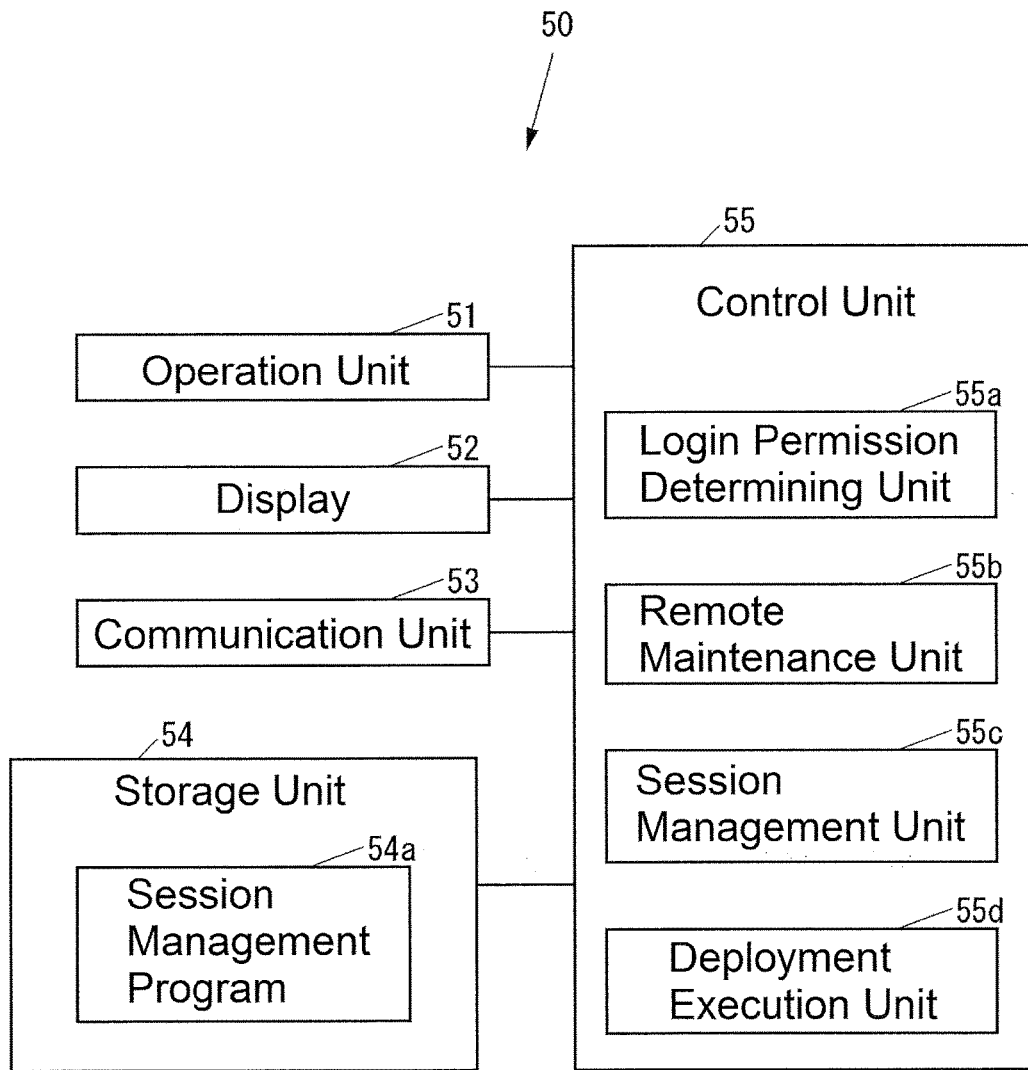 50
55
Control Unit
51
Operation Unit
55a
Login Permission
Determining Unit
52
Display
53
Communication Unit
55b
Remote
Maintenance Unit
54
Storage Unit
55c
Session
Management Unit
54a
Session
Management
Program
55d
Deployment
Execution Unit